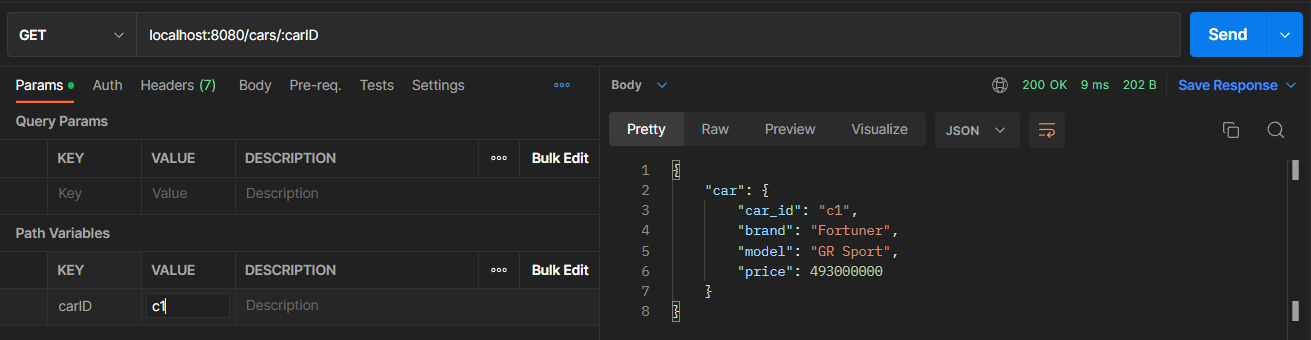 GET localhost:8080/cars/:carID Send
Params Auth Headers (7) Body Pre-req. Tests Settings
Query Params
KEY VALUE DESCRIPTION Bulk Edit
Key Value Description
Path Variables
KEY VALUE DESCRIPTION Bulk Edit
carID c1 Description
Body 200 OK 9 ms 202 B Save Response
Pretty Raw Preview Visualize JSON
1 {
2 "car": {
3 "car_id": "c1",
4 "brand": "Fortuner",
5 "model": "GR Sport",
6 "price": 493000000
7 }
8 }